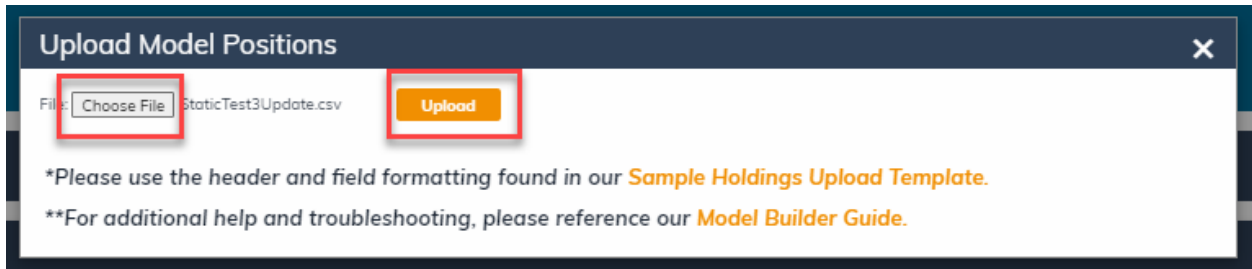 Upload Model Positions
File: Choose File StaticTest3Update.csv Upload
*Please use the header and field formatting found in our Sample Holdings Upload Template.
**For additional help and troubleshooting, please reference our Model Builder Guide.